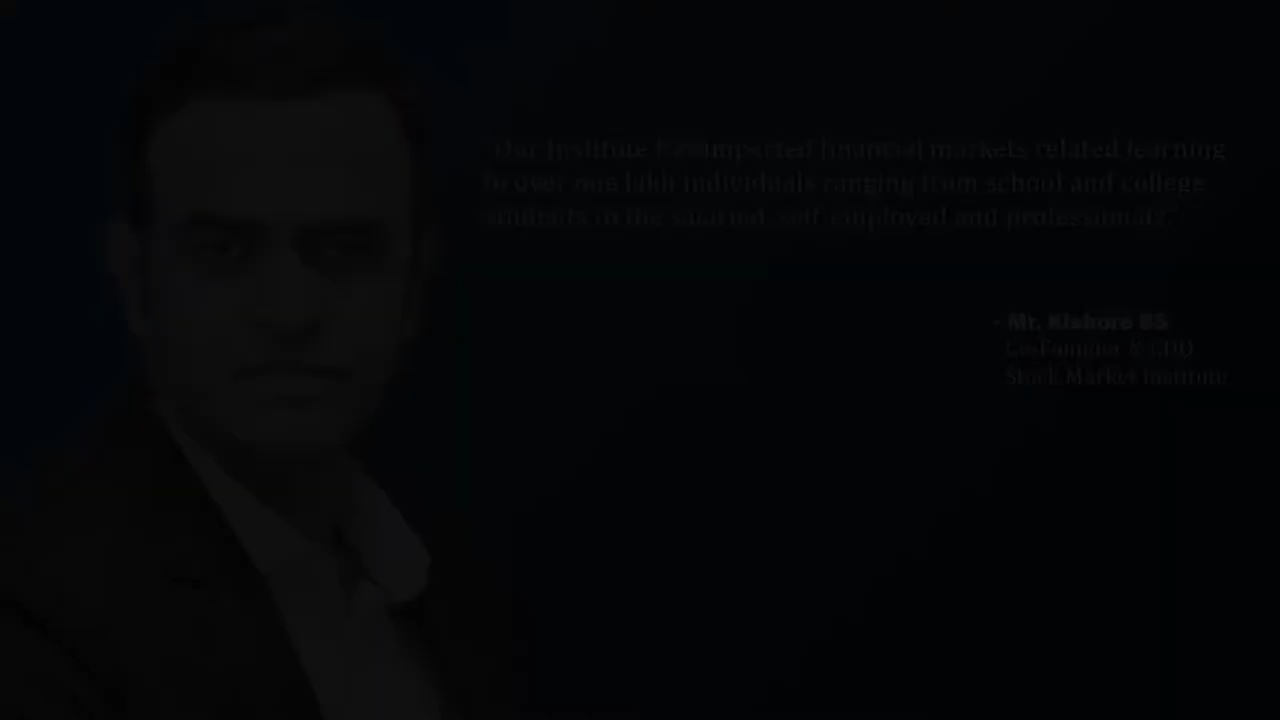 "Our Institute has imparted financial markets related learning
to over one lakh individuals ranging from school and college
students to the salaried, self-employed and professionals"
- Mr. Kishore BS
Co-Founder & COO
Stock Market Institute